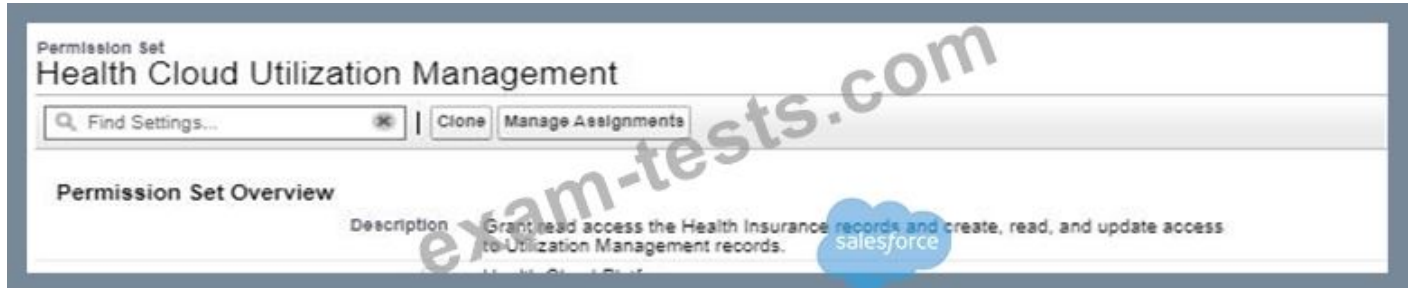 Permission Set
Health Cloud Utilization Management
Find Settings...
Clone
Manage Assignments
Permission Set Overview
Description
Grant read access the Health Insurance records and create, read, and update access
to Utilization Management records.
exam-tests.com
salesforce